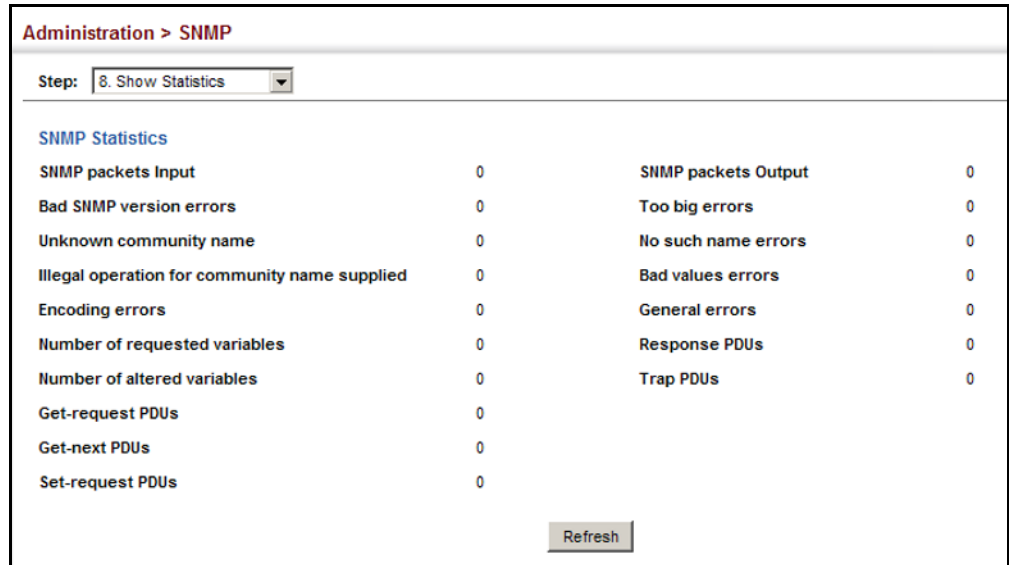 Administration > SNMP
Step: 8. Show Statistics
SNMP Statistics
SNMP packets Input 0 SNMP packets Output 0
Bad SNMP version errors 0 Too big errors 0
Unknown community name 0 No such name errors 0
Illegal operation for community name supplied 0 Bad values errors 0
Encoding errors 0 General errors 0
Number of requested variables 0 Response PDUs 0
Number of altered variables 0 Trap PDUs 0
Get-request PDUs 0
Get-next PDUs 0
Set-request PDUs 0
Refresh